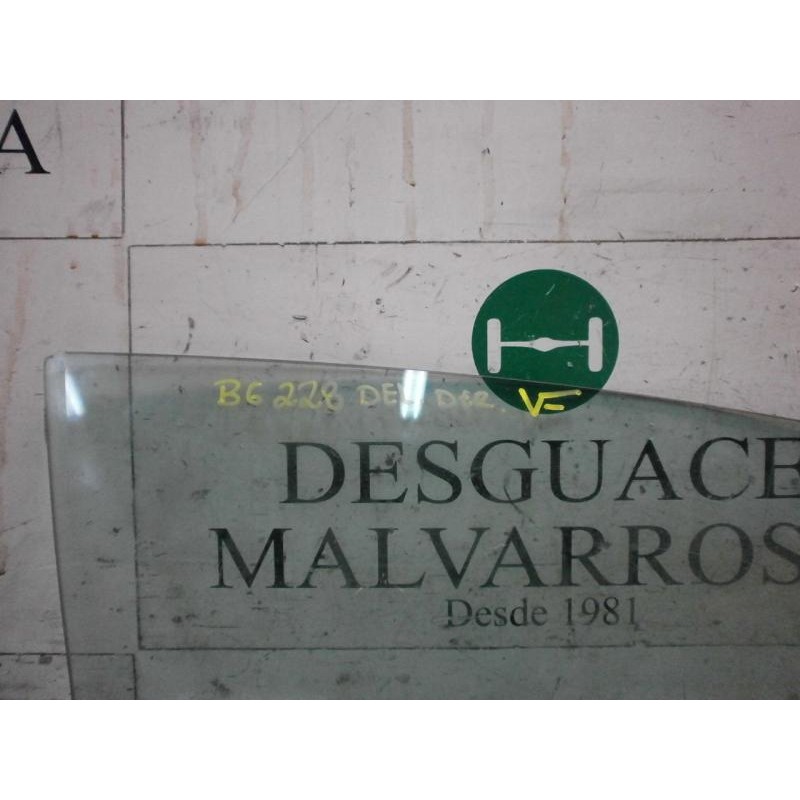 A
B6 228 DEL DER. V=
DESGUACE
MALVARROS
Desde 1981